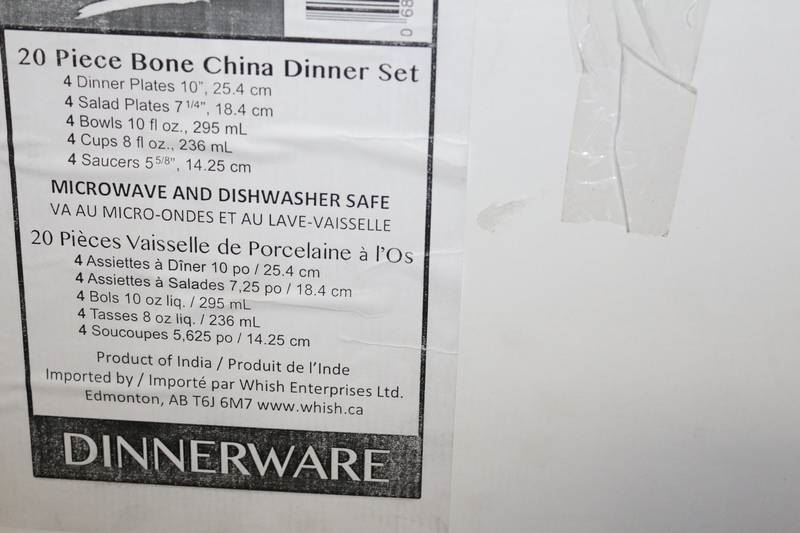 0 68
20 Piece Bone China Dinner Set
4 Dinner Plates 10", 25.4 cm
4 Salad Plates 7 1/4", 18.4 cm
4 Bowls 10 fl oz., 295 mL
4 Cups 8 fl oz., 236 mL
4 Saucers 5 5/8", 14.25 cm
MICROWAVE AND DISHWASHER SAFE
VA AU MICRO-ONDES ET AU LAVE-VAISSELLE
20 Pièces Vaisselle de Porcelaine à l'Os
4 Assiettes à Dîner 10 po / 25.4 cm
4 Assiettes à Salades 7,25 po / 18.4 cm
4 Bols 10 oz liq. / 295 mL
4 Tasses 8 oz liq. / 236 mL
4 Soucoupes 5,625 po / 14.25 cm
Product of India / Produit de l'Inde
Imported by / Importé par Whish Enterprises Ltd.
Edmonton, AB T6J 6M7 www.whish.ca
DINNERWARE